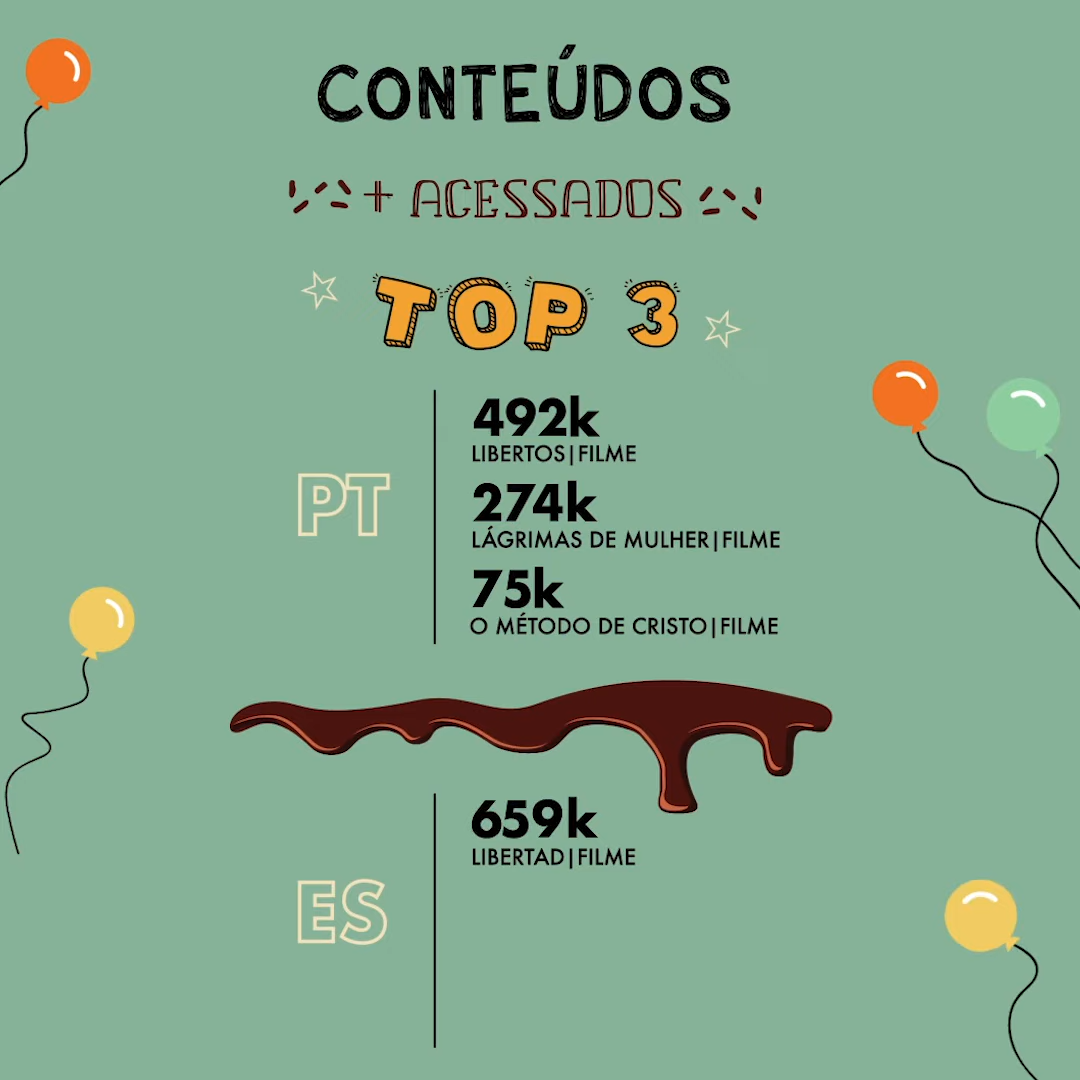 CONTEÚDOS
+ ACESSADOS
TOP 3
PT
492k
LIBERTOS|FILME
274k
LÁGRIMAS DE MULHER|FILME
75k
O MÉTODO DE CRISTO|FILME
ES
659k
LIBERTAD|FILME